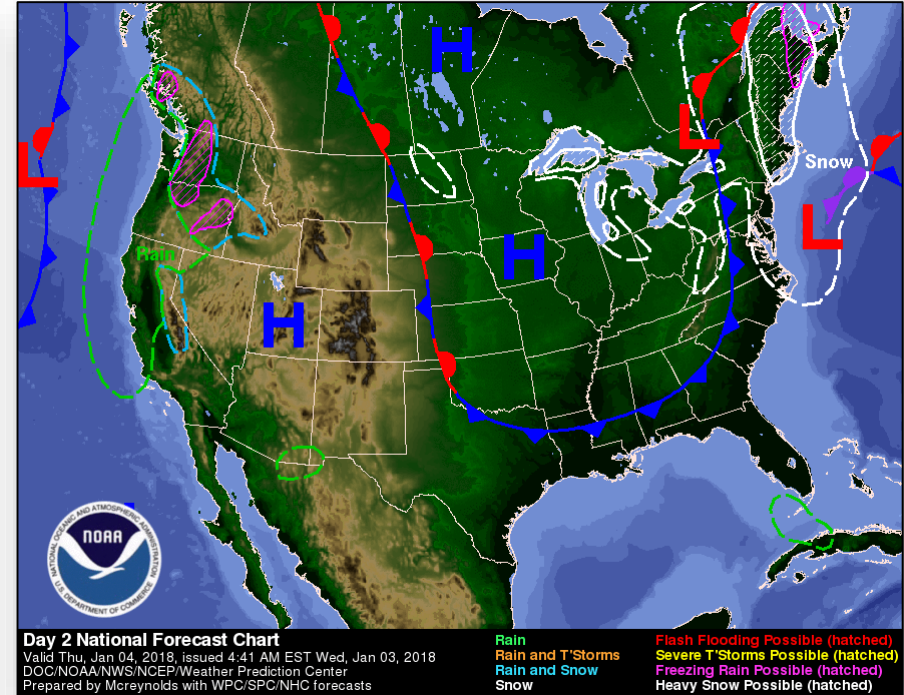 H
L
L
Snow
L
Rain
H
H
NATIONAL OCEANIC AND ATMOSPHERIC ADMINISTRATION
NOAA
U.S. DEPARTMENT OF COMMERCE
Day 2 National Forecast Chart
Valid Thu, Jan 04, 2018, issued 4:41 AM EST Wed, Jan 03, 2018
DOC/NOAA/NWS/NCEP/Weather Prediction Center
Prepared by Mcreynolds with WPC/SPC/NHC forecasts
Rain
Rain and T'Storms
Rain and Snow
Snow
Flash Flooding Possible (hatched)
Severe T'Storms Possible (hatched)
Freezing Rain Possible (hatched)
Heavy Snow Possible (hatched)